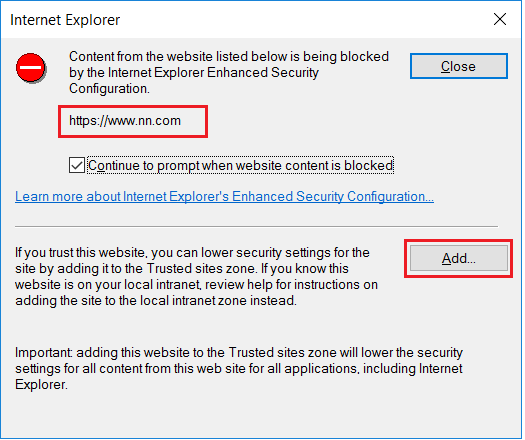 Internet Explorer
Content from the website listed below is being blocked
by the Internet Explorer Enhanced Security
Configuration.
Close
https://www.nn.com
Continue to prompt when website content is blocked
Learn more about Internet Explorer's Enhanced Security Configuration...
If you trust this website, you can lower security settings for the
site by adding it to the Trusted sites zone. If you know this
website is on your local intranet, review help for instructions on
adding the site to the local intranet zone instead.
Add...
Important: adding this website to the Trusted sites zone will lower the security
settings for all content from this web site for all applications, including Internet
Explorer.